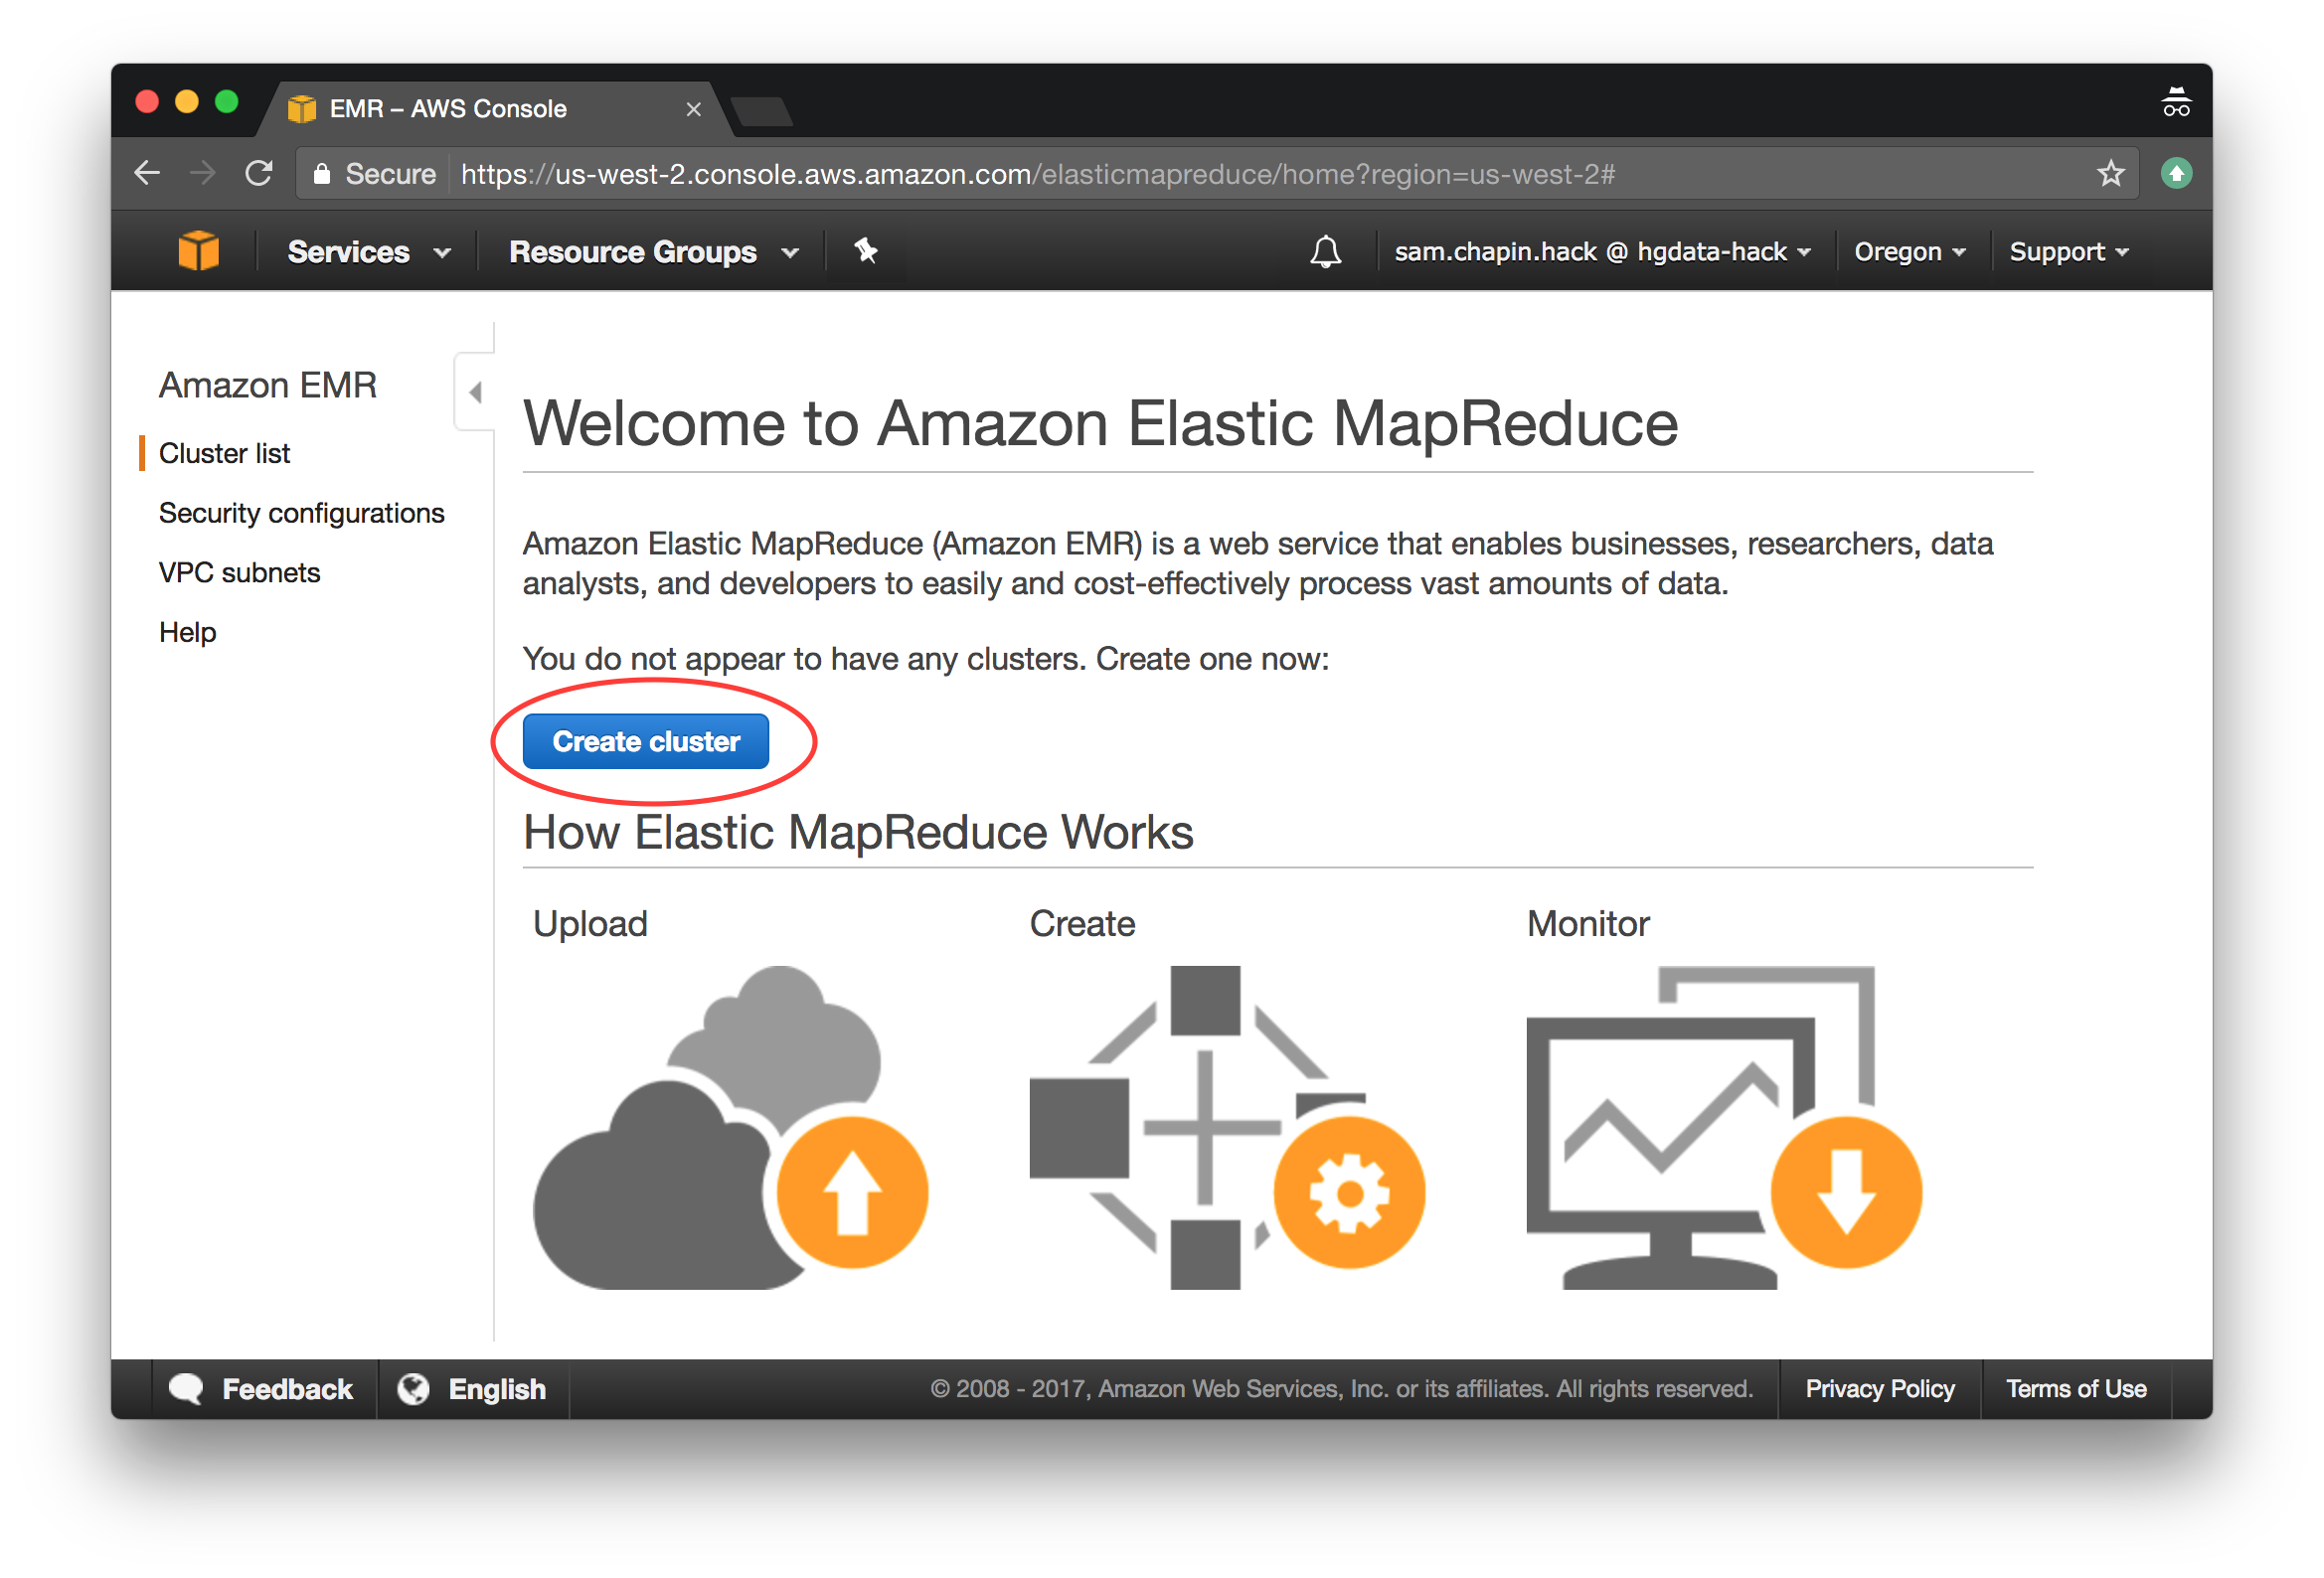 EMR – AWS Console
Secure https://us-west-2.console.aws.amazon.com/elasticmapreduce/home?region=us-west-2#
Services Resource Groups sam.chapin.hack @ hgdata-hack Oregon Support
Amazon EMR
Cluster list
Security configurations
VPC subnets
Help
Welcome to Amazon Elastic MapReduce
Amazon Elastic MapReduce (Amazon EMR) is a web service that enables businesses, researchers, data
analysts, and developers to easily and cost-effectively process vast amounts of data.
You do not appear to have any clusters. Create one now:
Create cluster
How Elastic MapReduce Works
Upload Create Monitor
Feedback English © 2008 - 2017, Amazon Web Services, Inc. or its affiliates. All rights reserved. Privacy Policy Terms of Use